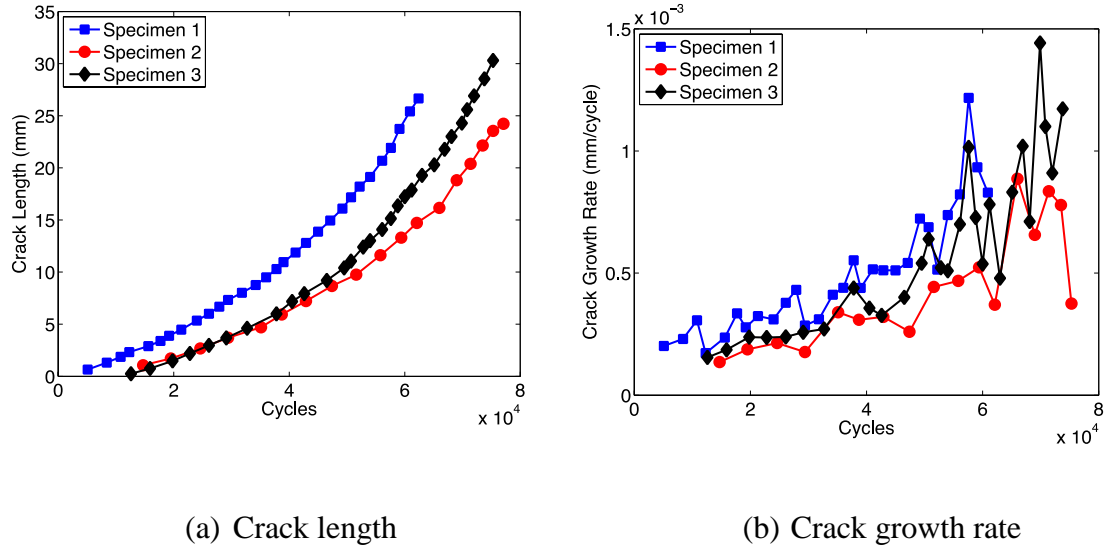 35
30
25
20
15
10
5
0
0 2 4 6 8
x 10^4
Cycles
Crack Length (mm)
Specimen 1
Specimen 2
Specimen 3
(a) Crack length
x 10^-3
1.5
1
0.5
0
0 2 4 6 8
x 10^4
Cycles
Crack Growth Rate (mm/cycle)
Specimen 1
Specimen 2
Specimen 3
(b) Crack growth rate